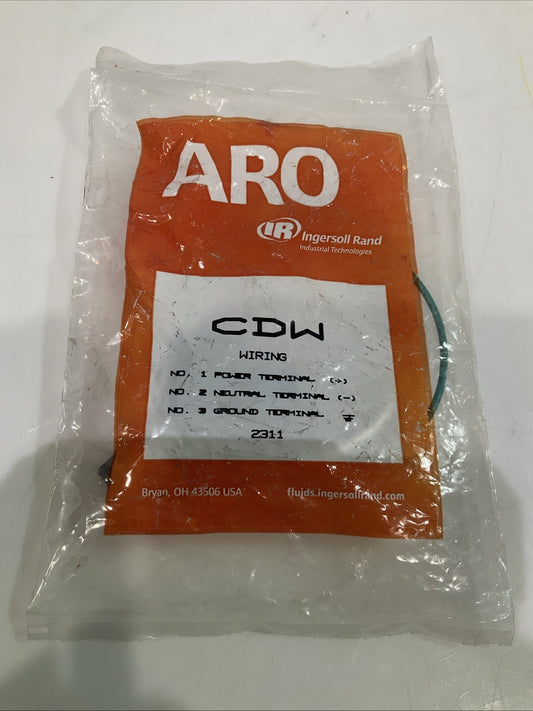 ARO
IR Ingersoll Rand
Industrial Technologies
CDW
WIRING
NO. 1 POWER TERMINAL (+)
NO. 2 NEUTRAL TERMINAL (-)
NO. 3 GROUND TERMINAL ⏚
2311
Bryan, OH 43506 USA fluids.ingersollrand.com